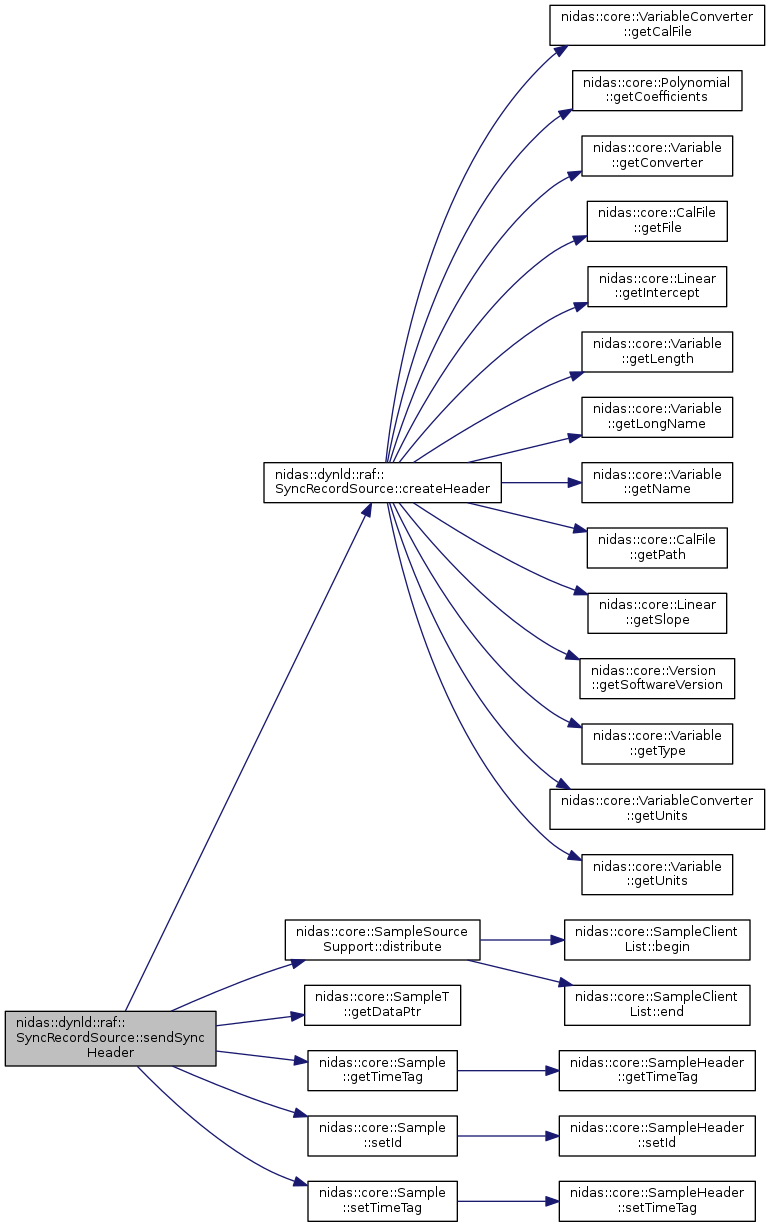 nidas::core::VariableConverter
::getCalFile
nidas::core::Polynomial
::getCoefficients
nidas::core::Variable
::getConverter
nidas::core::CalFile
::getFile
nidas::core::Linear
::getIntercept
nidas::core::Variable
::getLength
nidas::core::Variable
::getLongName
nidas::dynld::raf::
SyncRecordSource::createHeader
nidas::core::Variable
::getName
nidas::core::CalFile
::getPath
nidas::core::Linear
::getSlope
nidas::core::Version
::getSoftwareVersion
nidas::core::Variable
::getType
nidas::core::VariableConverter
::getUnits
nidas::core::Variable
::getUnits
nidas::core::SampleSource
Support::distribute
nidas::core::SampleClient
List::begin
nidas::core::SampleClient
List::end
nidas::dynld::raf::
SyncRecordSource::sendSync
Header
nidas::core::SampleT
::getDataPtr
nidas::core::Sample
::getTimeTag
nidas::core::SampleHeader
::getTimeTag
nidas::core::Sample
::setId
nidas::core::SampleHeader
::setId
nidas::core::Sample
::setTimeTag
nidas::core::SampleHeader
::setTimeTag